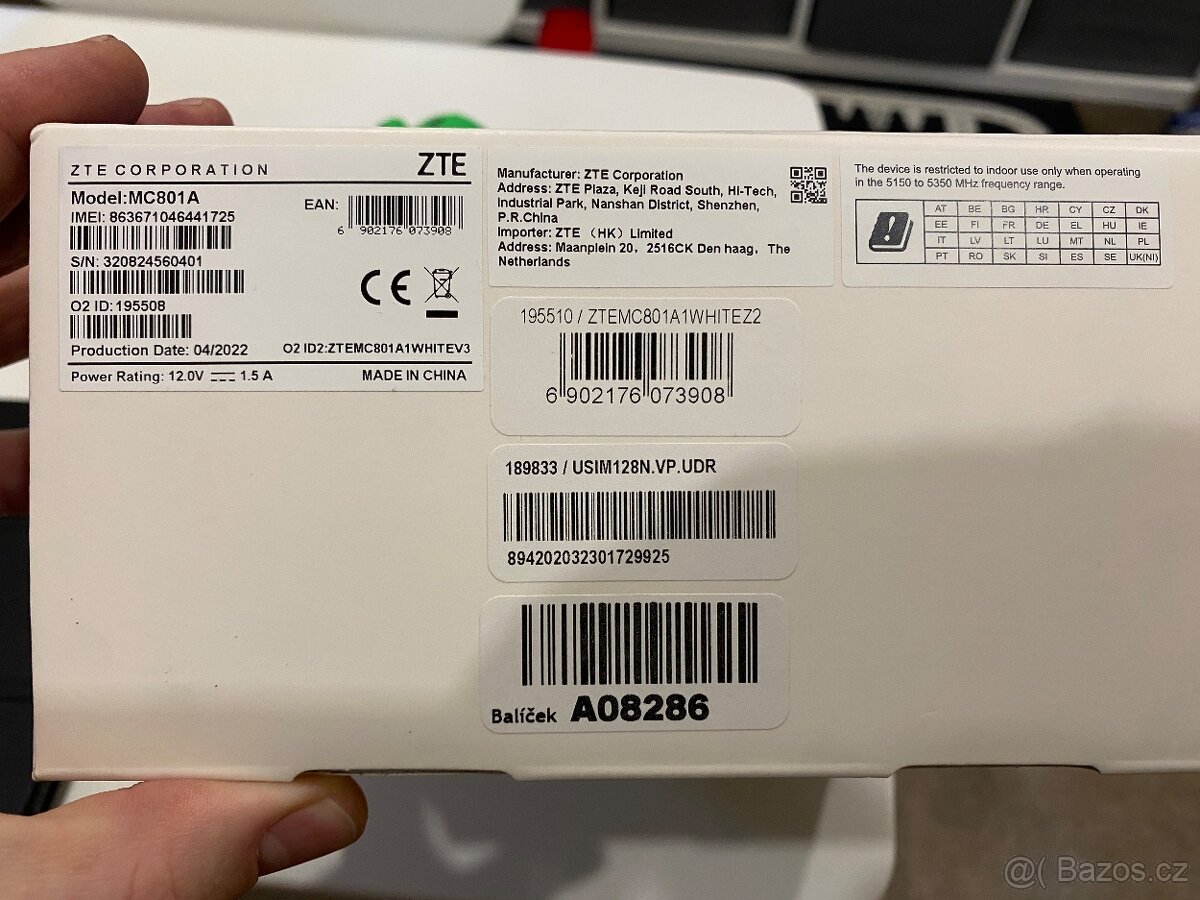 ZTE CORPORATION
ZTE
Model:MC801A
IMEI: 863671046441725
EAN:
6 902176 073908
S/N: 320824560401
O2 ID: 195508
Production Date: 04/2022
O2 ID2:ZTEMC801A1WHITEV3
Power Rating: 12.0V 1.5 A
MADE IN CHINA
Manufacturer: ZTE Corporation
Address: ZTE Plaza, Keji Road South, Hi-Tech,
Industrial Park, Nanshan District, Shenzhen,
P.R.China
Importer: ZTE （HK）Limited
Address: Maanplein 20，2516CK Den haag，The
Netherlands
The device is restricted to indoor use only when operating
in the 5150 to 5350 MHz frequency range.
AT BE BG HR CY CZ DK
EE FI FR DE EL HU IE
IT LV LT LU MT NL PL
PT RO SK SI ES SE UK(NI)
195510 / ZTEMC801A1WHITEZ2
6 902176 073908
189833 / USIM128N.VP.UDR
894202032301729925
Balíček A08286
@( Bazos.cz